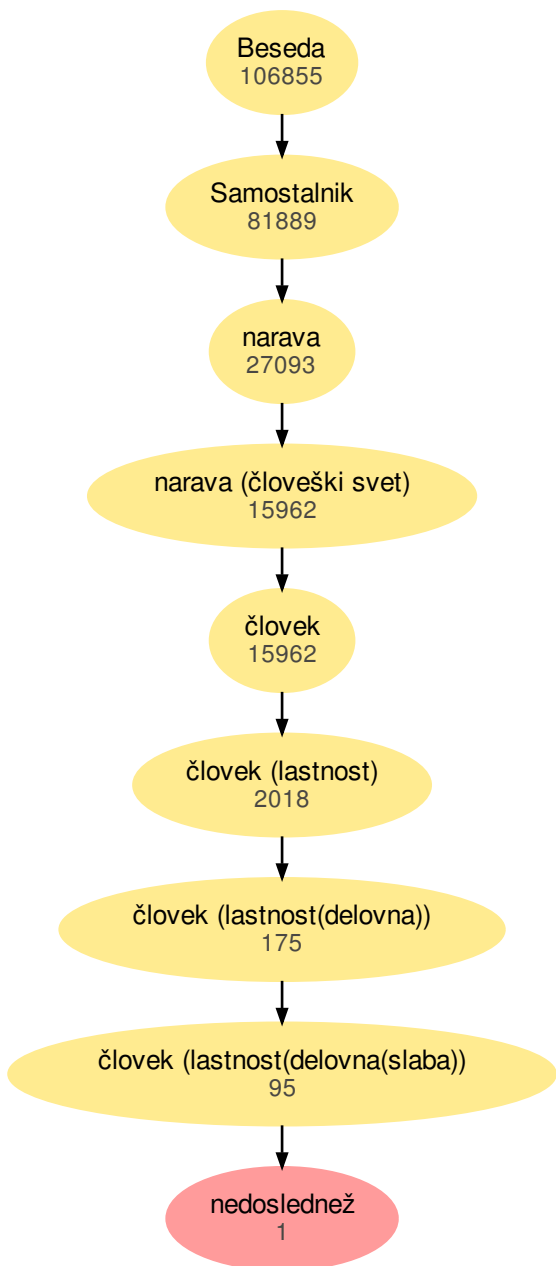 Beseda
106855
Samostalnik
81889
narava
27093
narava (človeški svet)
15962
človek
15962
človek (lastnost)
2018
človek (lastnost(delovna))
175
človek (lastnost(delovna(slaba))
95
nedoslednež
1